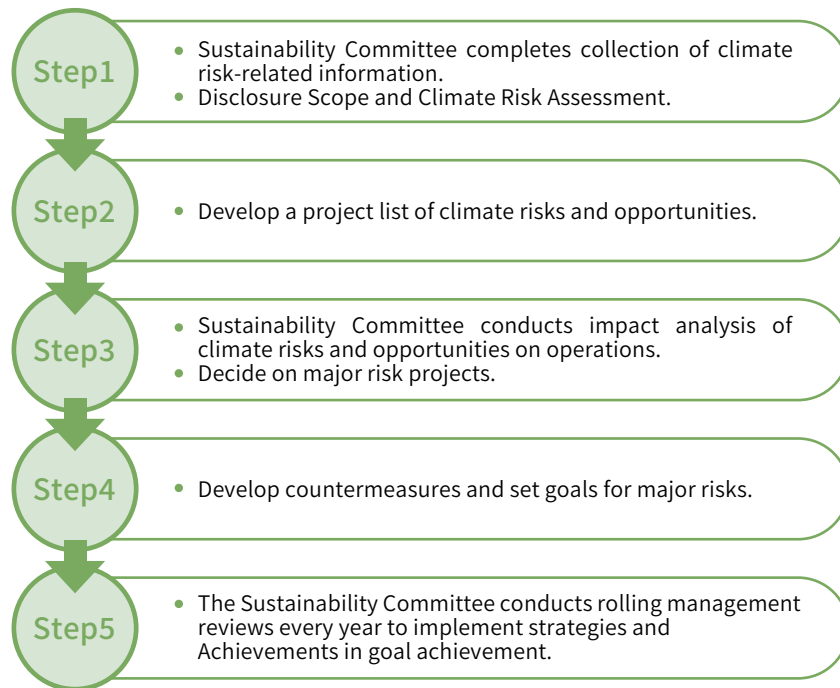 Step1
• Sustainability Committee completes collection of climate
risk-related information.
• Disclosure Scope and Climate Risk Assessment.
Step2
• Develop a project list of climate risks and opportunities.
Step3
• Sustainability Committee conducts impact analysis of
climate risks and opportunities on operations.
• Decide on major risk projects.
Step4
• Develop countermeasures and set goals for major risks.
Step5
• The Sustainability Committee conducts rolling management
reviews every year to implement strategies and
Achievements in goal achievement.